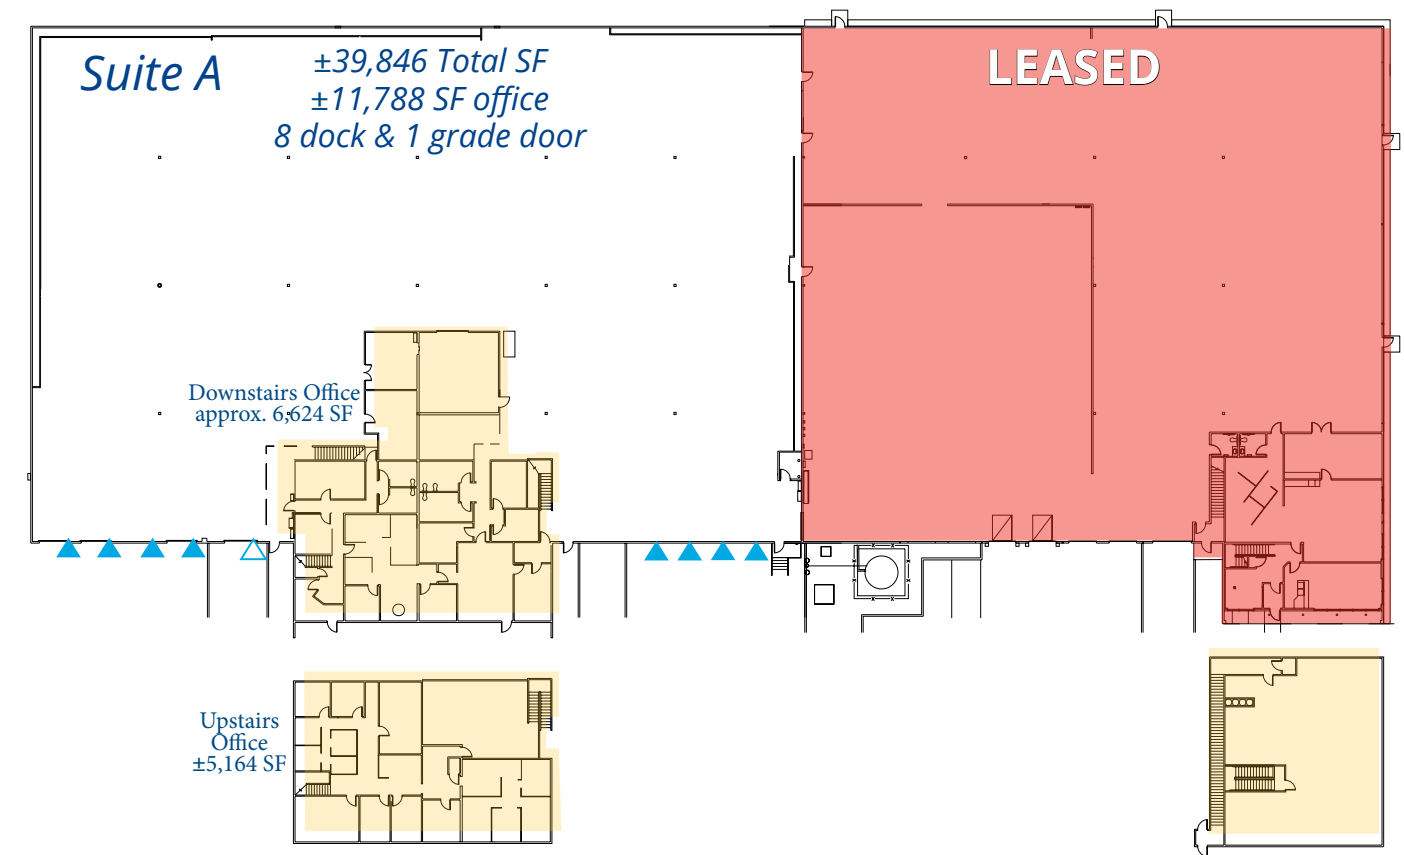 Suite A
±39,846 Total SF
±11,788 SF office
8 dock & 1 grade door
LEASED
Downstairs Office
approx. 6,624 SF
Upstairs
Office
±5,164 SF